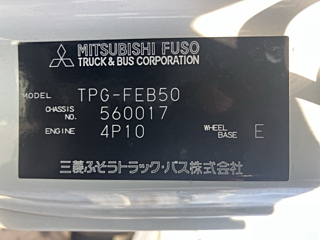 MITSUBISHI FUSO
TRUCK & BUS CORPORATION
MODEL TPG-FEB50
CHASSIS NO. 560017
ENGINE 4P10 WHEEL BASE E
三菱ふそうトラック・バス株式会社